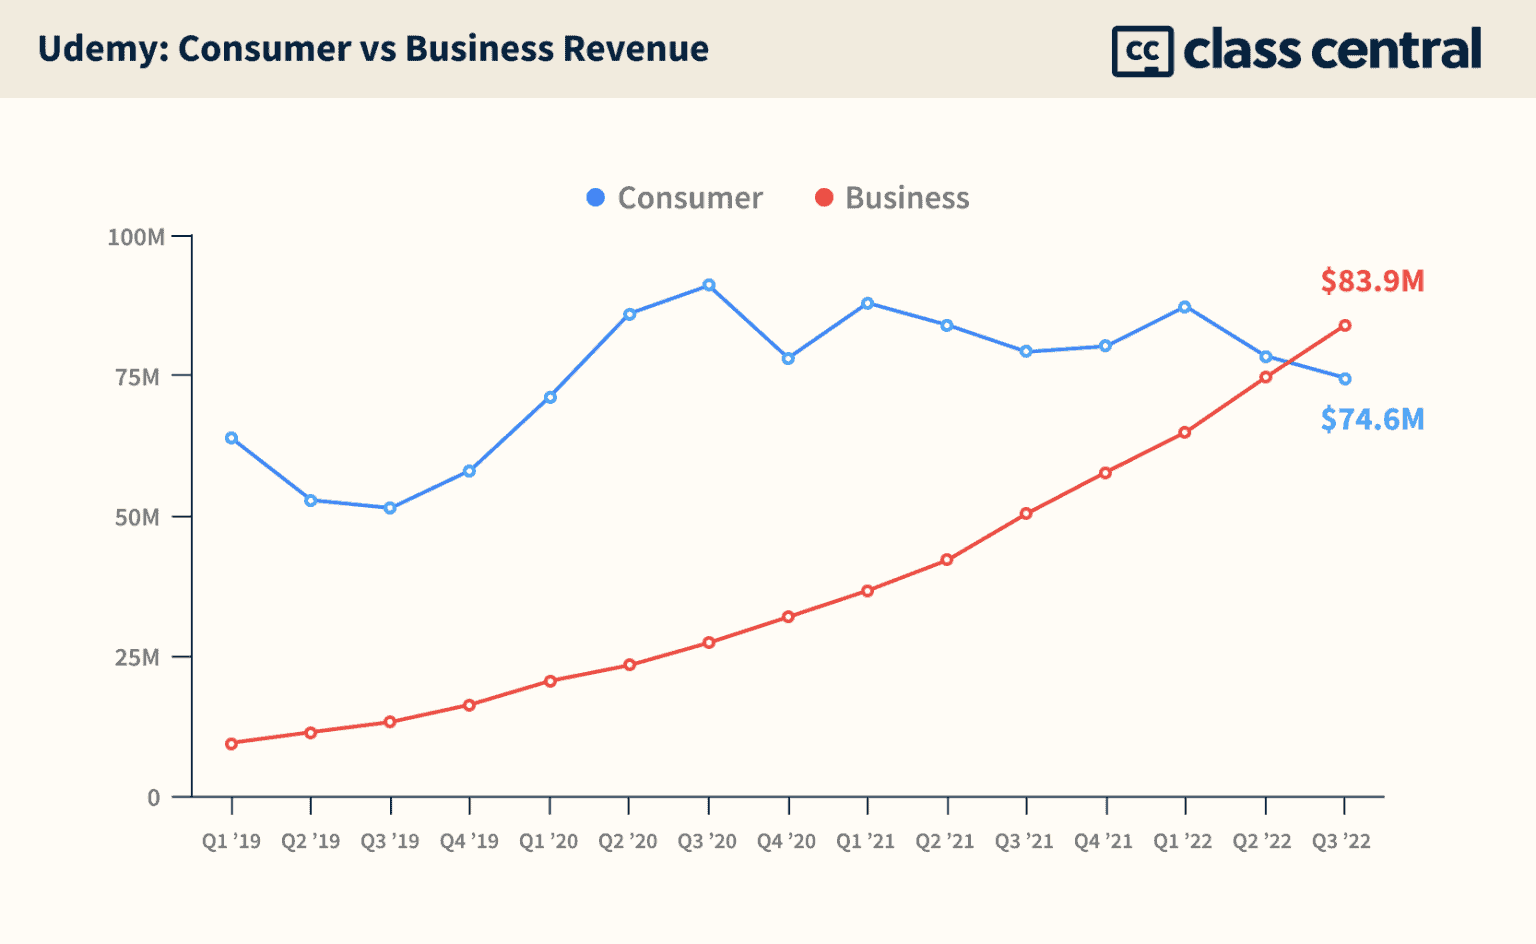 Udemy: Consumer vs Business Revenue
cc class central
Consumer Business
100M
$83.9M
75M
$74.6M
50M
25M
0
Q1 ’19 Q2 ’19 Q3 ’19 Q4 ’19 Q1 ’20 Q2 ’20 Q3 ’20 Q4 ’20 Q1 ’21 Q2 ’21 Q3 ’21 Q4 ’21 Q1 ’22 Q2 ’22 Q3 ’22